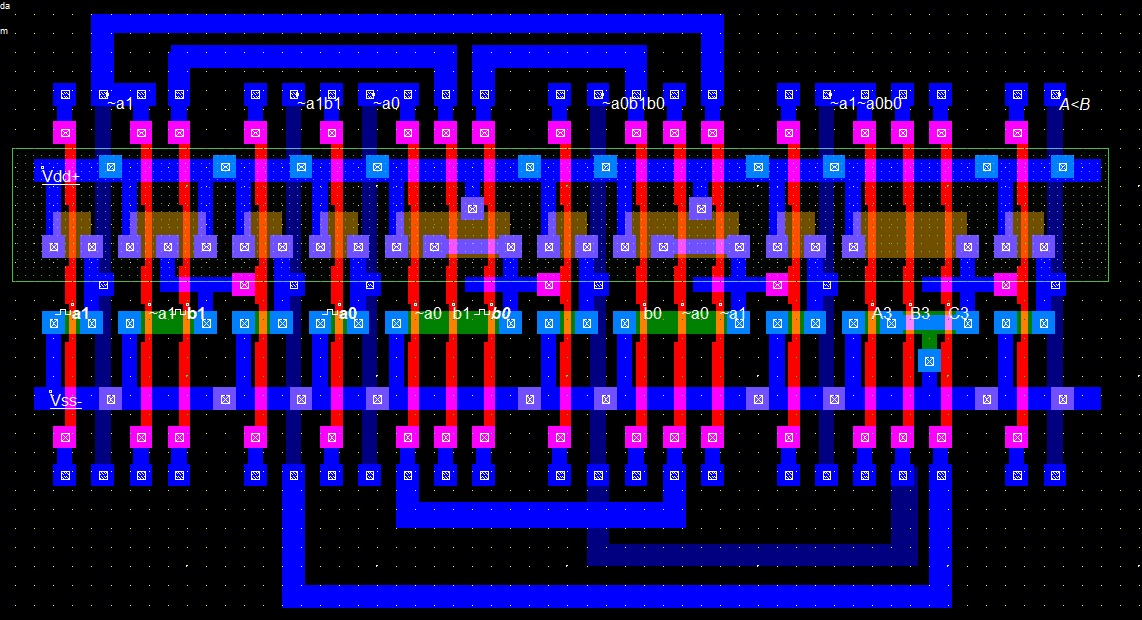 da
m
~a1 ~a1b1 ~a0 ~a0b1b0 ~a1~a0b0 A<B
Vdd+
a1 ~a1 b1 a0 ~a0 b1 b0 b0 ~a0 ~a1 A3 B3 C3
Vss-